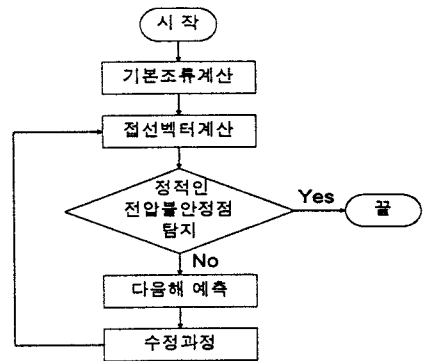 시 작
기본조류계산
접선벡터계산
정적인
전압불안정점
탐지
Yes
끝
No
다음해 예측
수정과정